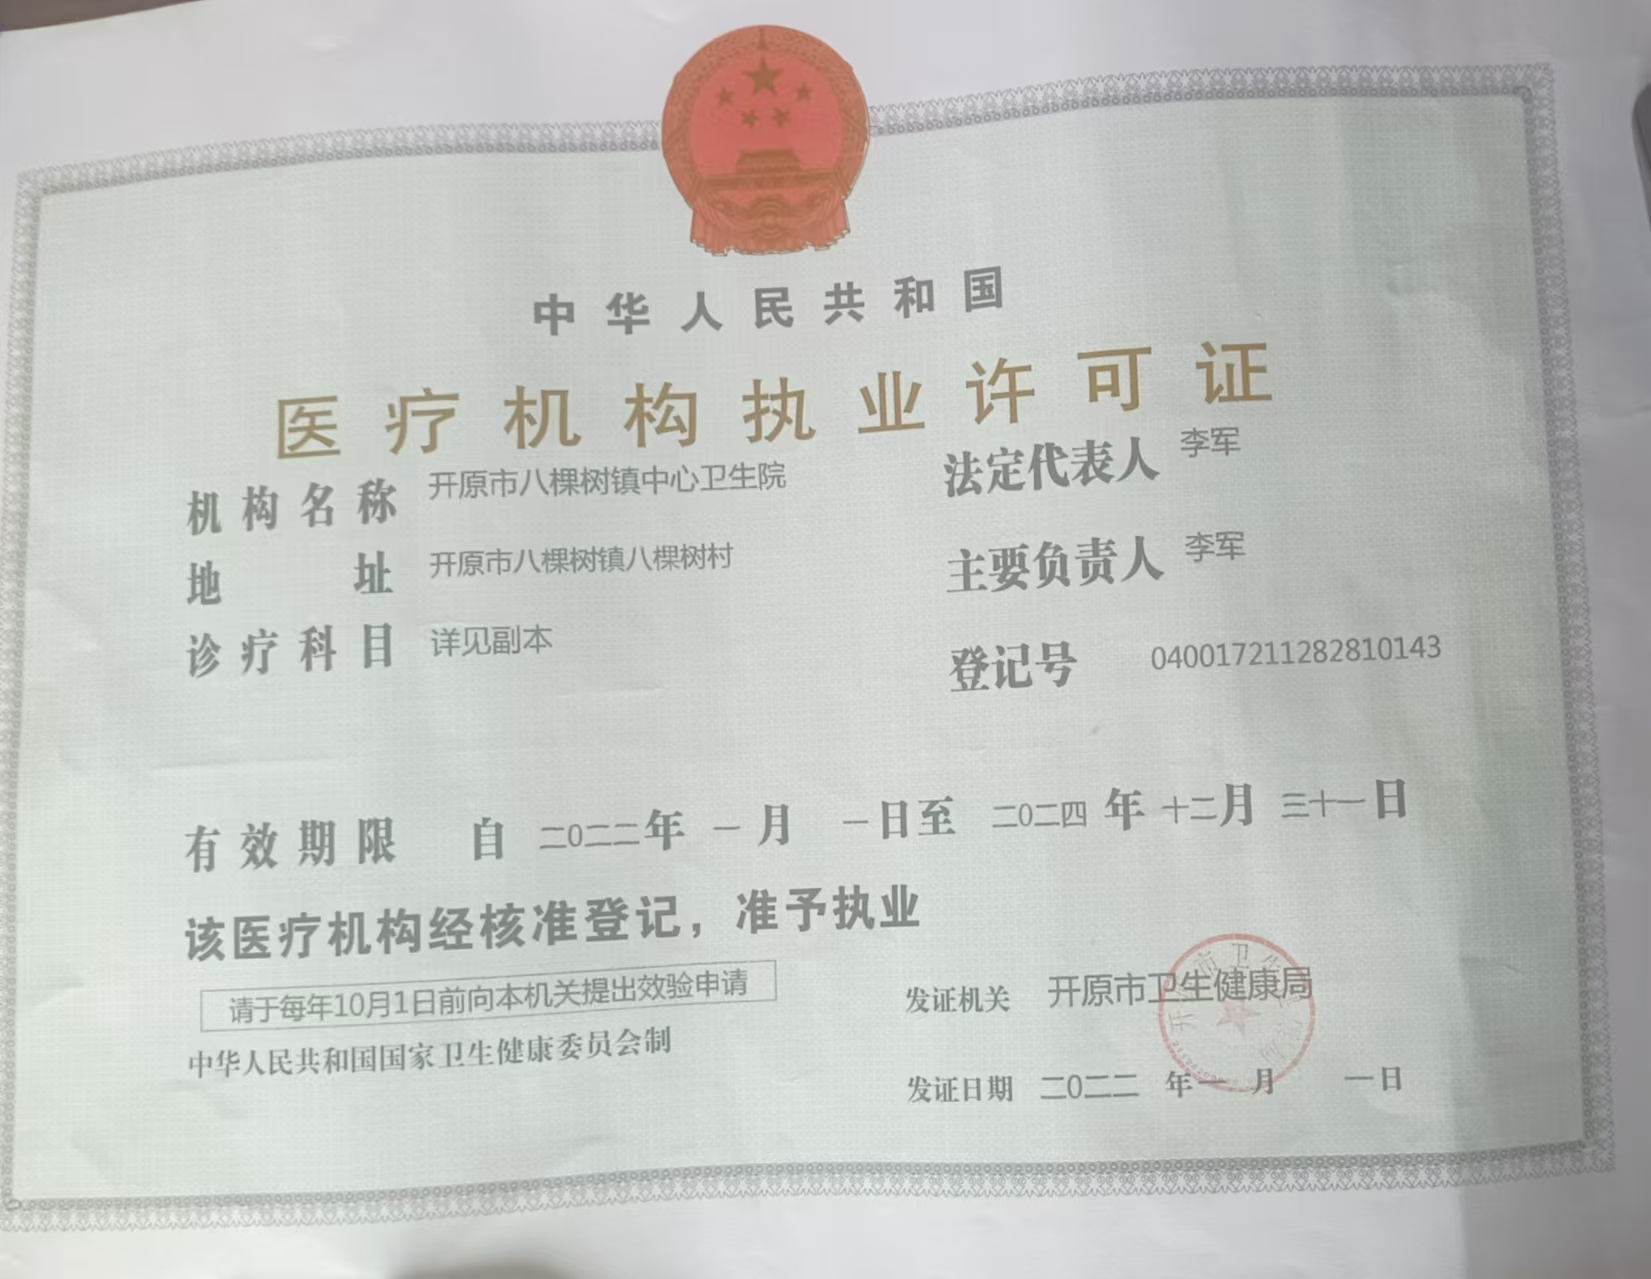 中华人民共和国
医疗机构执业许可证
机构名称 开原市八棵树镇中心卫生院
法定代表人 李军
地址 开原市八棵树镇八棵树村
主要负责人 李军
诊疗科目 详见副本
登记号 040017211282810143
有效期限 自 二0二二年 一月 一日至 二0二四年 十二月 三十一日
该医疗机构经核准登记，准予执业
请于每年10月1日前向本机关提出效验申请
发证机关 开原市卫生健康局
中华人民共和国国家卫生健康委员会制
发证日期 二0二二 年一月 一日